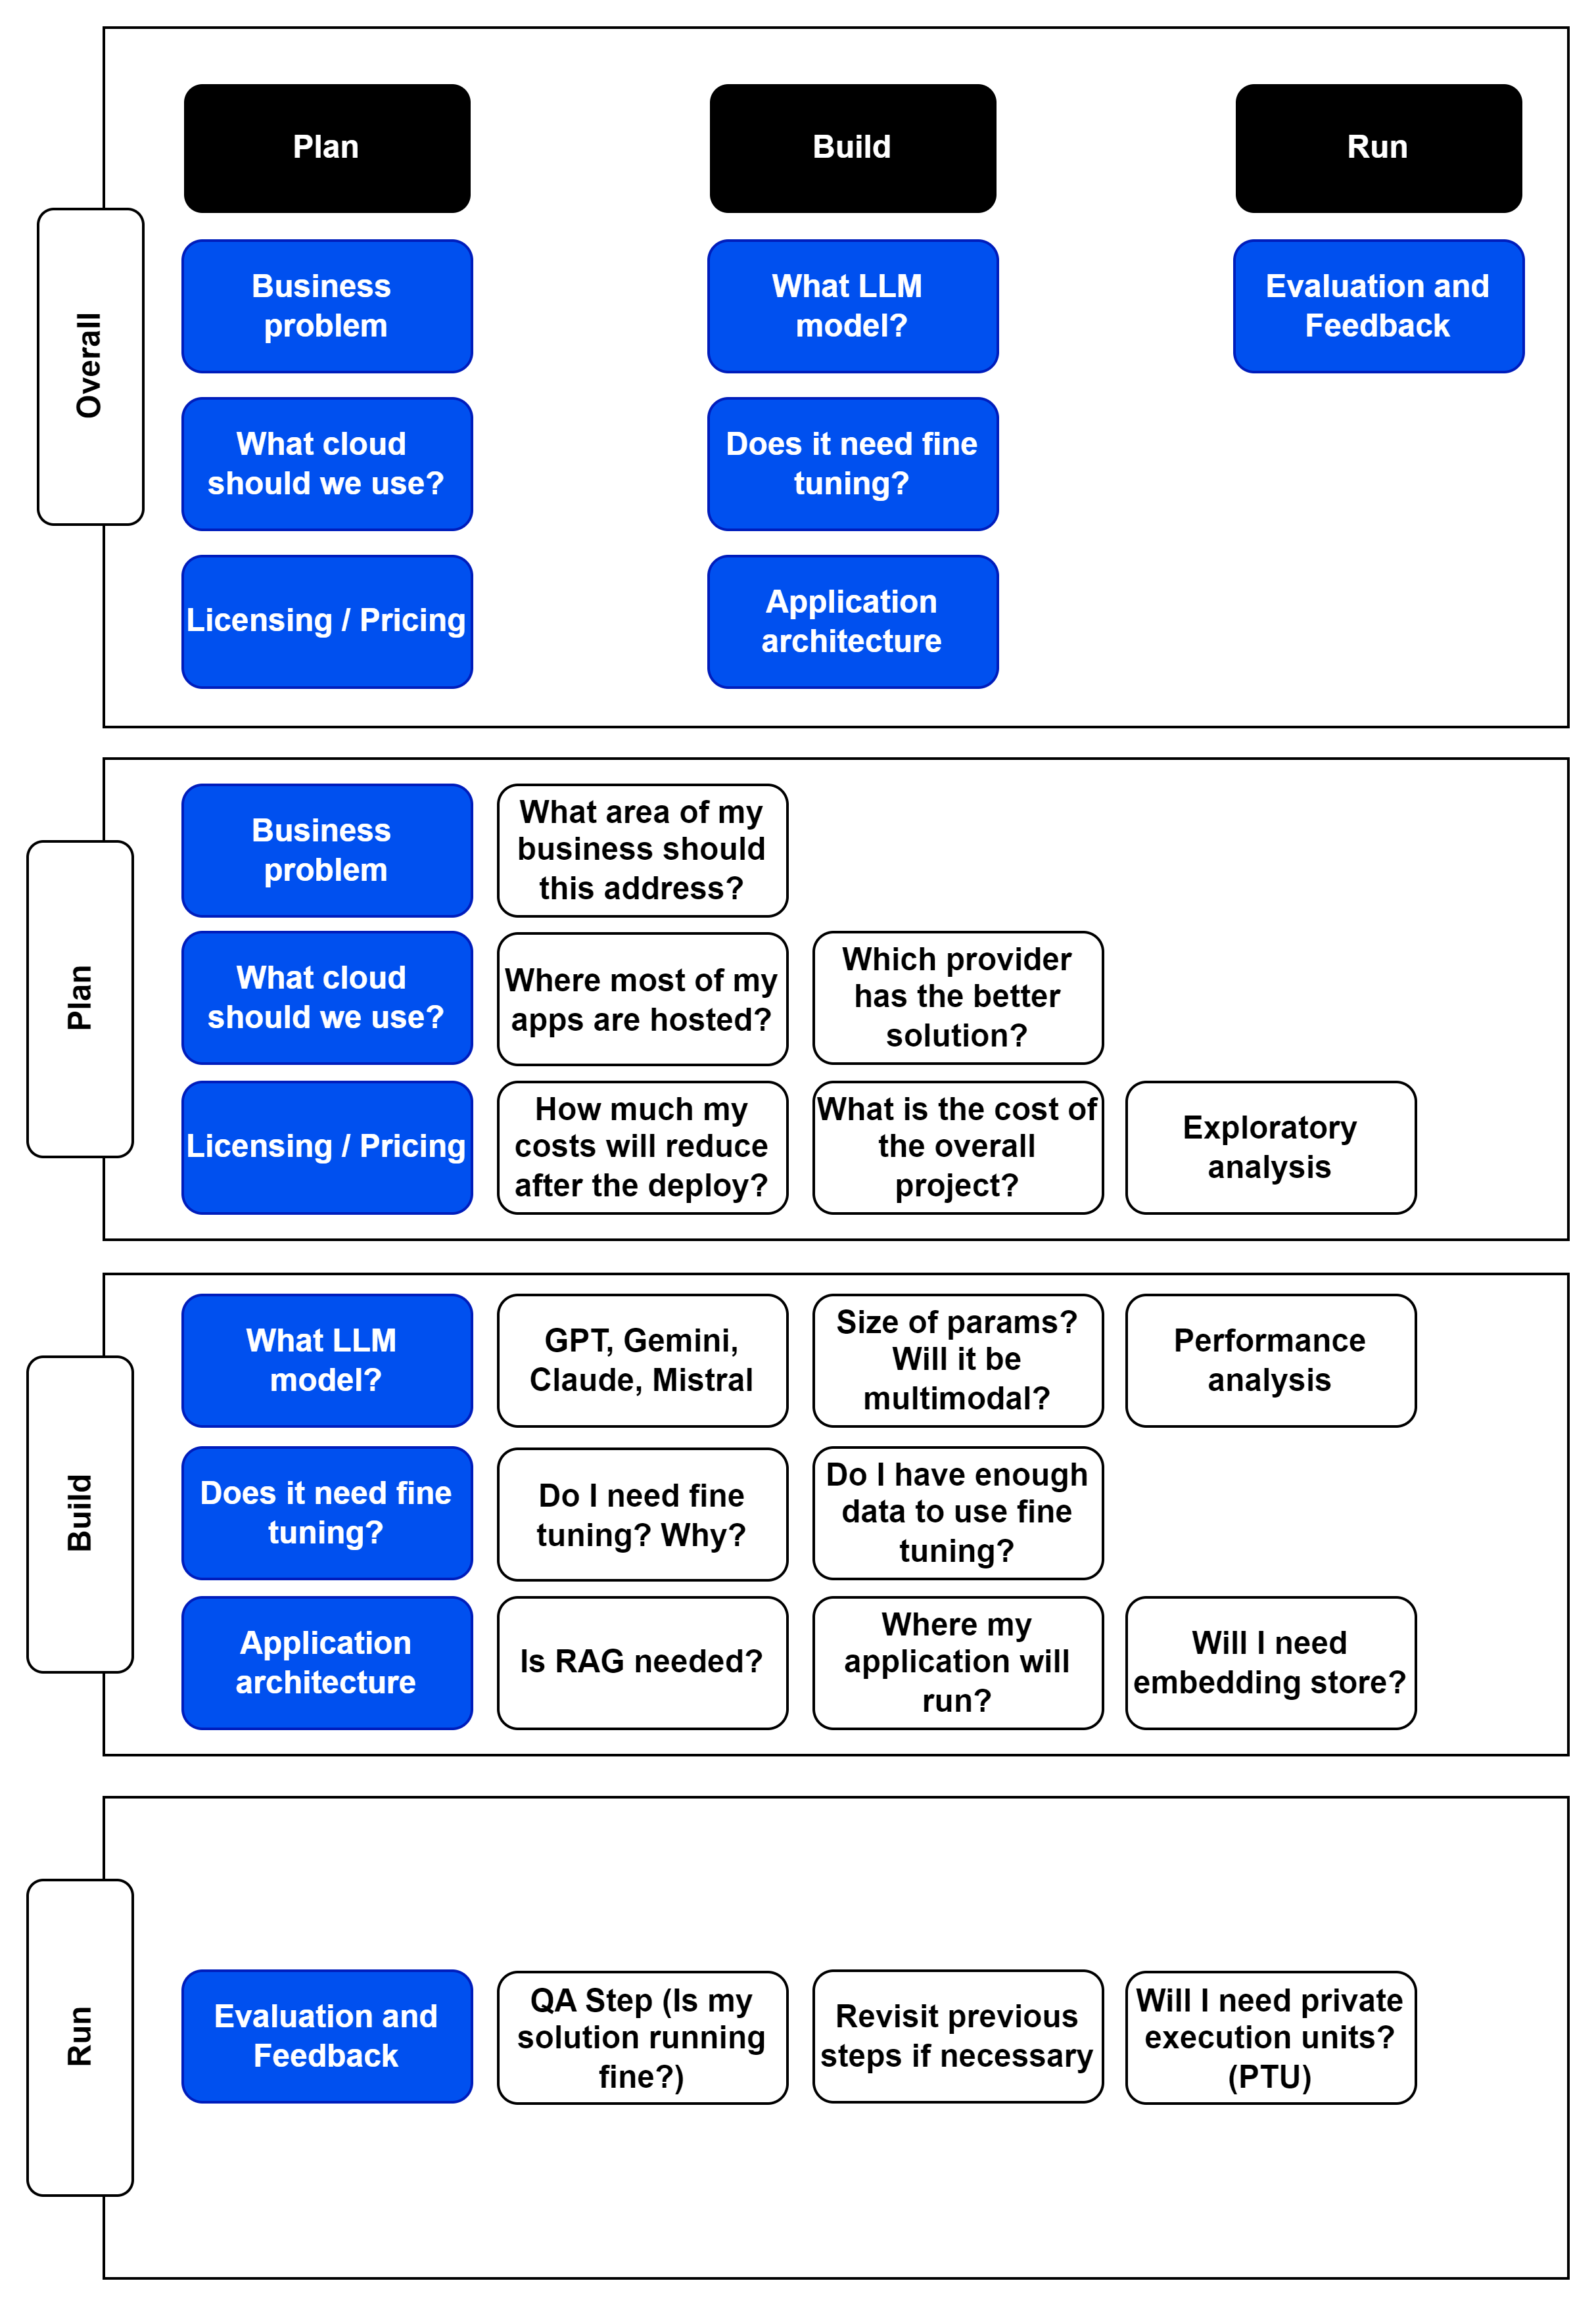 Overall
Plan
Build
Run
Business
problem
What LLM
model?
Evaluation and
Feedback
What cloud
should we use?
Does it need fine
tuning?
Licensing / Pricing
Application
architecture
Plan
Business
problem
What area of my
business should
this address?
What cloud
should we use?
Where most of my
apps are hosted?
Which provider
has the better
solution?
Licensing / Pricing
How much my
costs will reduce
after the deploy?
What is the cost of
the overall
project?
Exploratory
analysis
Build
What LLM
model?
GPT, Gemini,
Claude, Mistral
Size of params?
Will it be
multimodal?
Performance
analysis
Does it need fine
tuning?
Do I need fine
tuning? Why?
Do I have enough
data to use fine
tuning?
Application
architecture
Is RAG needed?
Where my
application will
run?
Will I need
embedding store?
Run
Evaluation and
Feedback
QA Step (Is my
solution running
fine?)
Revisit previous
steps if necessary
Will I need private
execution units?
(PTU)